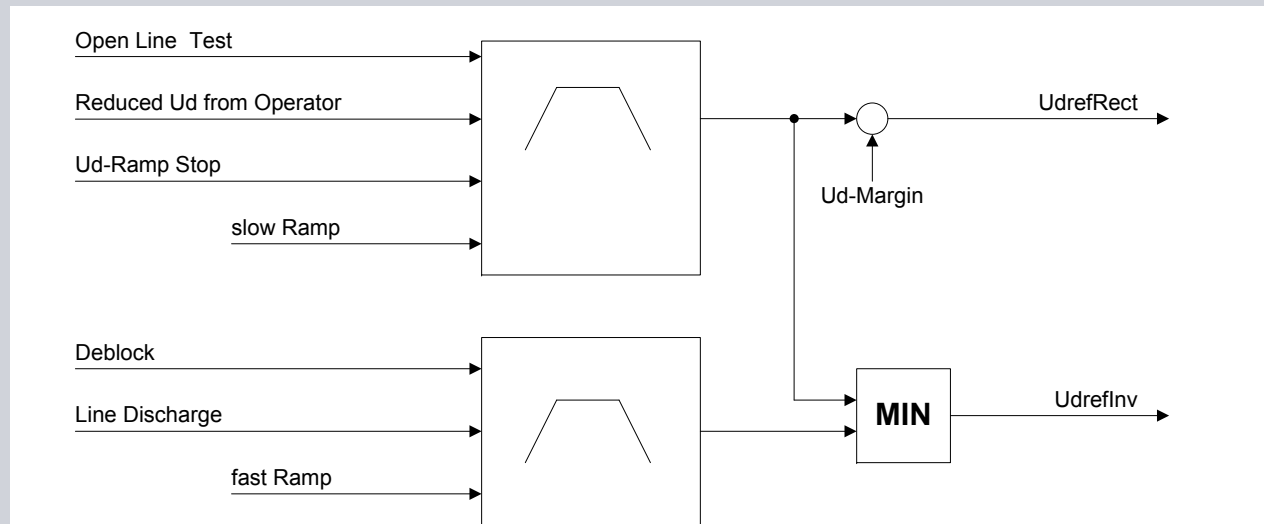 Open Line Test
Reduced Ud from Operator
UdrefRect
Ud-Ramp Stop
Ud-Margin
slow Ramp
Deblock
UdrefInv
Line Discharge
MIN
fast Ramp